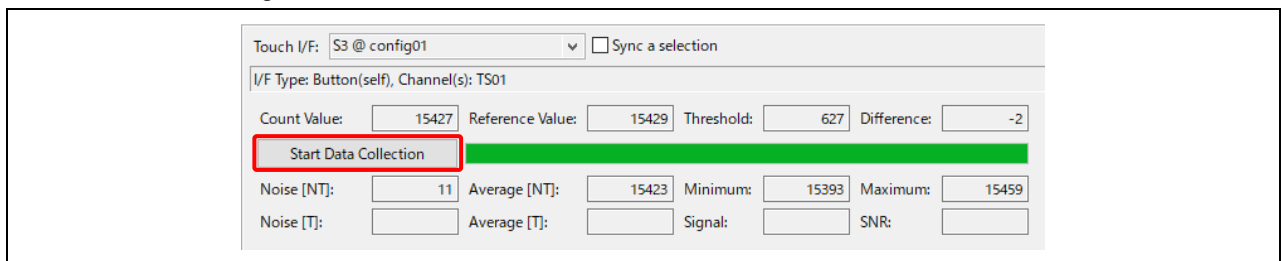 Touch I/F: S3 @ config01 Sync a selection
I/F Type: Button(self), Channel(s): TS01
Count Value: 15427 Reference Value: 15429 Threshold: 627 Difference: -2
Start Data Collection
Noise [NT]: 11 Average [NT]: 15423 Minimum: 15393 Maximum: 15459
Noise [T]: Average [T]: Signal: SNR: